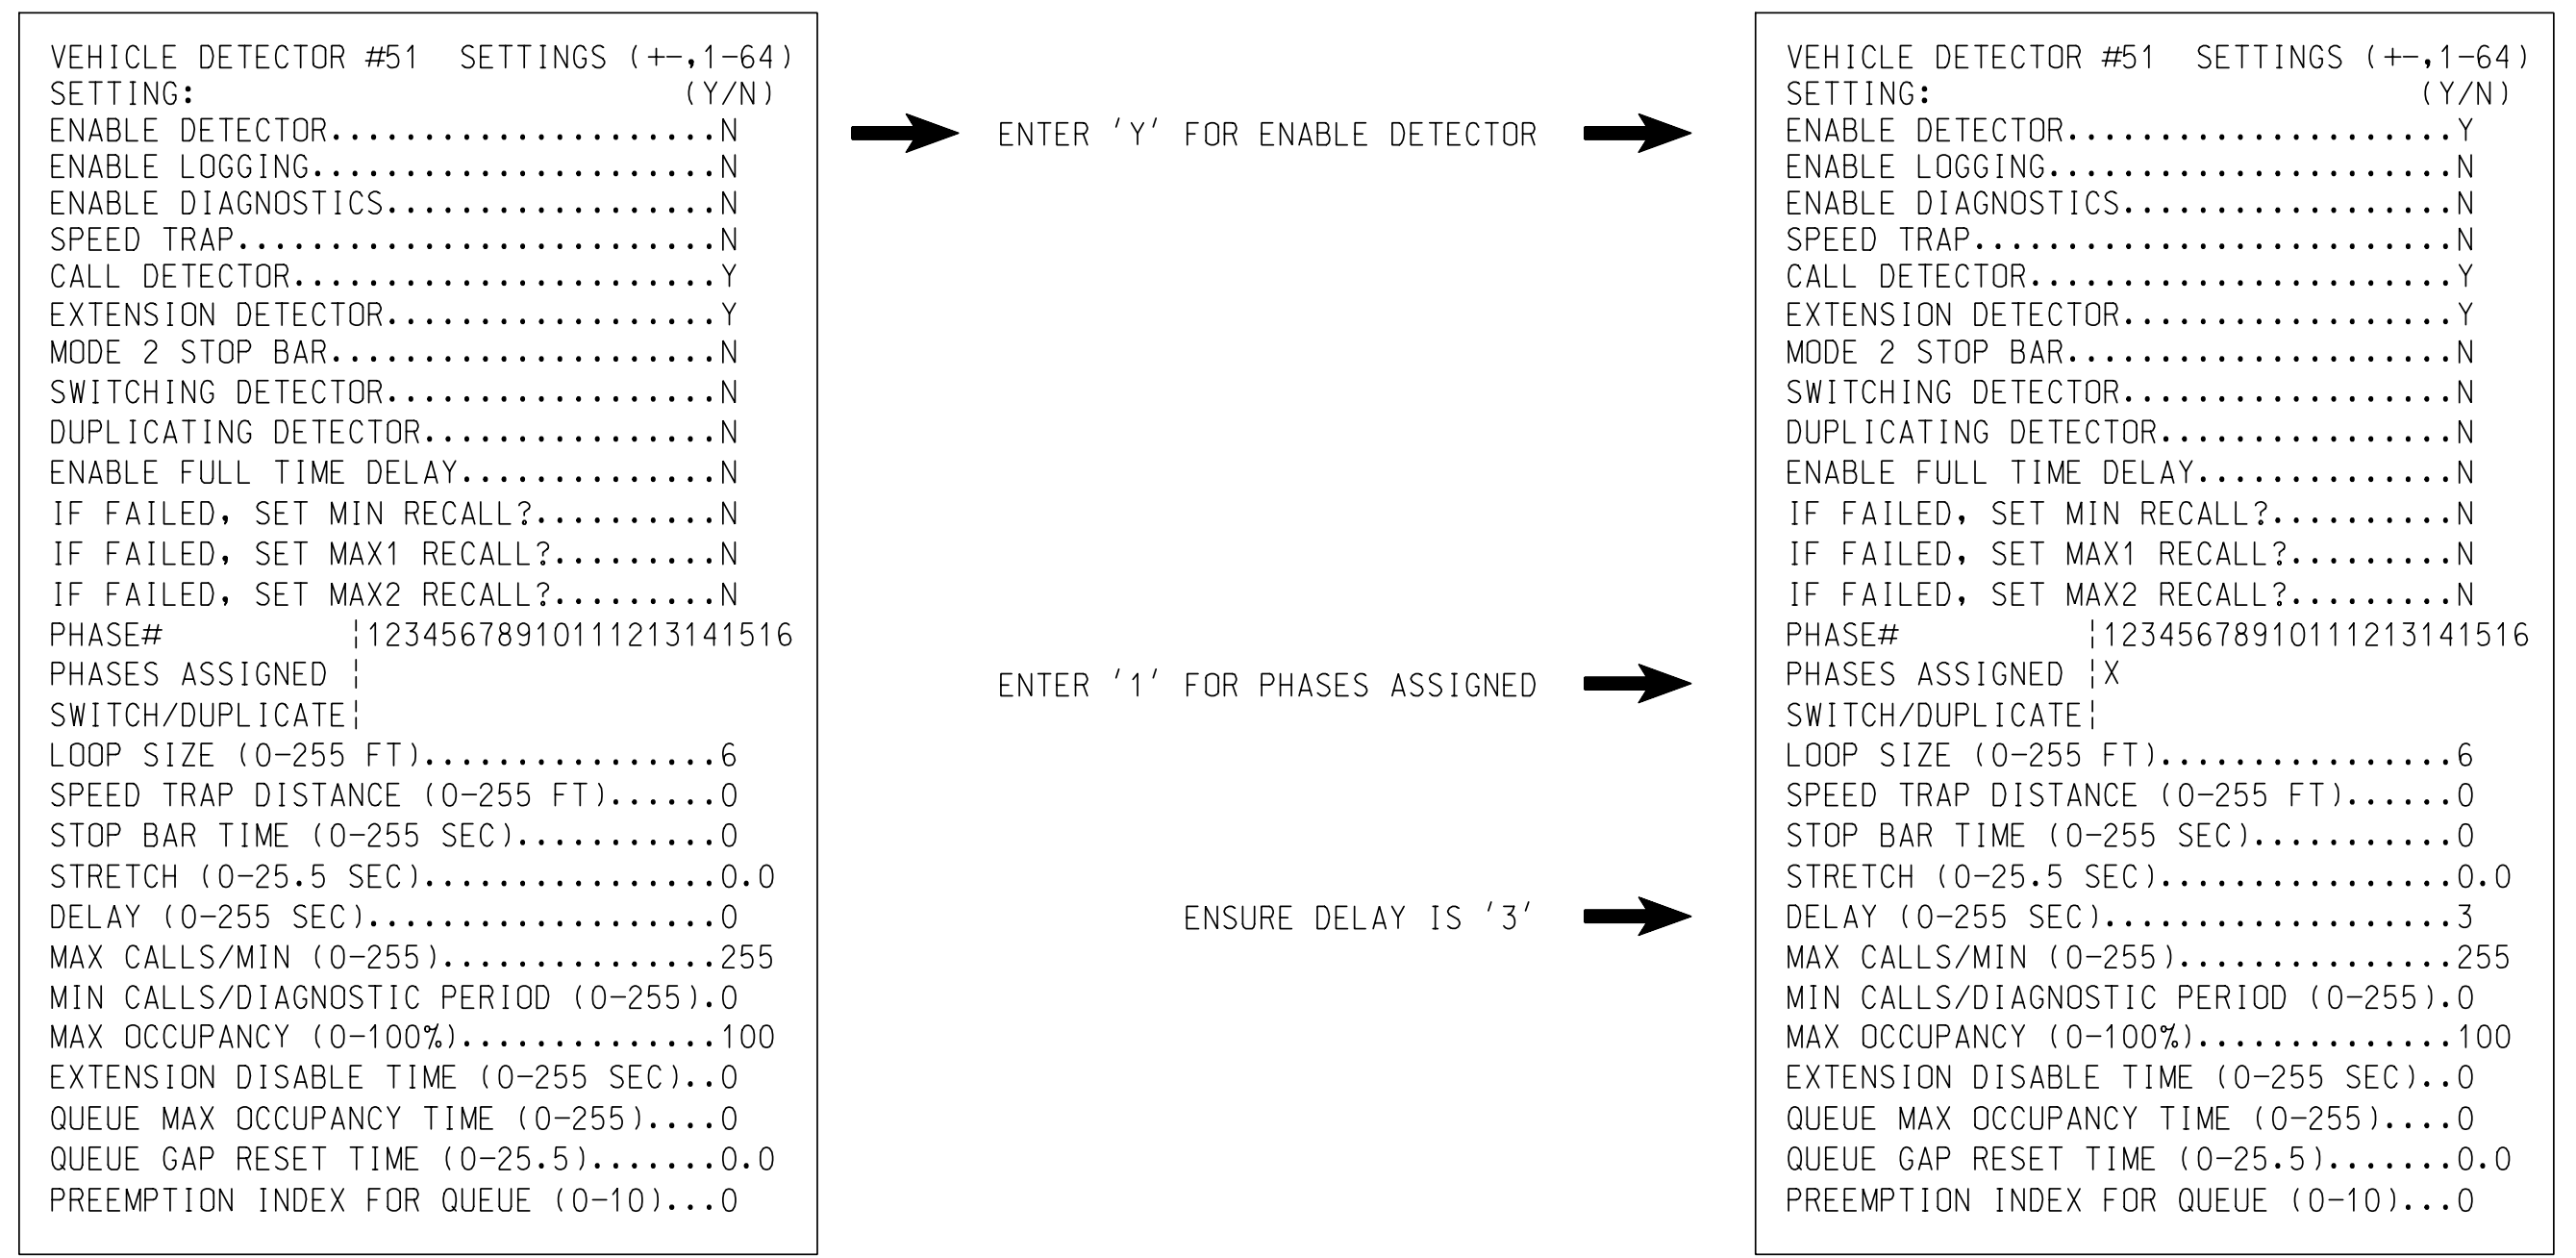 VEHICLE DETECTOR #51  SETTINGS (+-,1-64)
SETTING: (Y/N)
ENABLE DETECTOR.....................N
ENABLE LOGGING......................N
ENABLE DIAGNOSTICS..................N
SPEED TRAP..........................N
CALL DETECTOR.......................Y
EXTENSION DETECTOR..................Y
MODE 2 STOP BAR.....................N
SWITCHING DETECTOR..................N
DUPLICATING DETECTOR................N
ENABLE FULL TIME DELAY..............N
IF FAILED, SET MIN RECALL?..........N
IF FAILED, SET MAX1 RECALL?.........N
IF FAILED, SET MAX2 RECALL?.........N
PHASE# ¦12345678910111213141516
PHASES ASSIGNED ¦
SWITCH/DUPLICATE¦
LOOP SIZE (0-255 FT)................6
SPEED TRAP DISTANCE (0-255 FT)......0
STOP BAR TIME (0-255 SEC)...........0
STRETCH (0-25.5 SEC)................0.0
DELAY (0-255 SEC)...................0
MAX CALLS/MIN (0-255)...............255
MIN CALLS/DIAGNOSTIC PERIOD (0-255).0
MAX OCCUPANCY (0-100%)..............100
EXTENSION DISABLE TIME (0-255 SEC)..0
QUEUE MAX OCCUPANCY TIME (0-255)....0
QUEUE GAP RESET TIME (0-25.5).......0.0
PREEMPTION INDEX FOR QUEUE (0-10)...0
ENTER 'Y' FOR ENABLE DETECTOR
ENTER '1' FOR PHASES ASSIGNED
ENSURE DELAY IS '3'
VEHICLE DETECTOR #51  SETTINGS (+-,1-64)
SETTING: (Y/N)
ENABLE DETECTOR.....................Y
ENABLE LOGGING......................N
ENABLE DIAGNOSTICS..................N
SPEED TRAP..........................N
CALL DETECTOR.......................Y
EXTENSION DETECTOR..................Y
MODE 2 STOP BAR.....................N
SWITCHING DETECTOR..................N
DUPLICATING DETECTOR................N
ENABLE FULL TIME DELAY..............N
IF FAILED, SET MIN RECALL?..........N
IF FAILED, SET MAX1 RECALL?.........N
IF FAILED, SET MAX2 RECALL?.........N
PHASE# ¦12345678910111213141516
PHASES ASSIGNED ¦X
SWITCH/DUPLICATE¦
LOOP SIZE (0-255 FT)................6
SPEED TRAP DISTANCE (0-255 FT)......0
STOP BAR TIME (0-255 SEC)...........0
STRETCH (0-25.5 SEC)................0.0
DELAY (0-255 SEC)...................3
MAX CALLS/MIN (0-255)...............255
MIN CALLS/DIAGNOSTIC PERIOD (0-255).0
MAX OCCUPANCY (0-100%)..............100
EXTENSION DISABLE TIME (0-255 SEC)..0
QUEUE MAX OCCUPANCY TIME (0-255)....0
QUEUE GAP RESET TIME (0-25.5).......0.0
PREEMPTION INDEX FOR QUEUE (0-10)...0